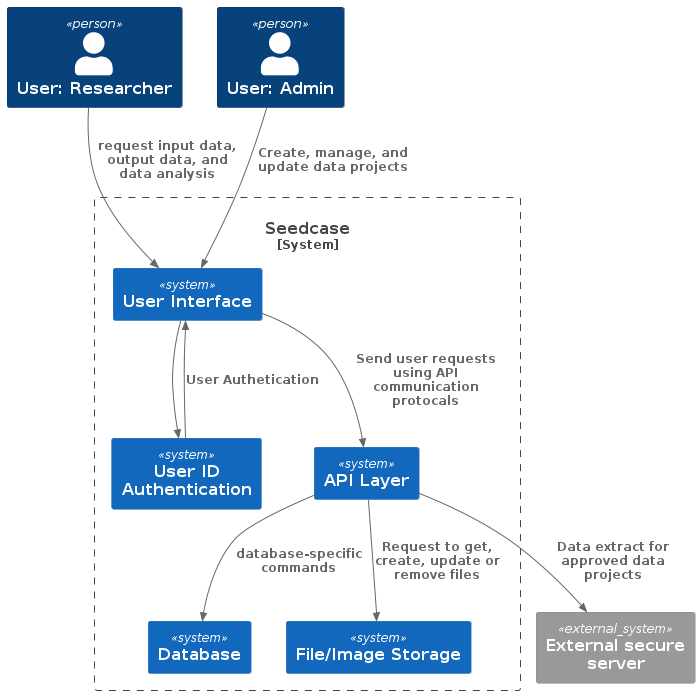 «person»
User: Researcher
«person»
User: Admin
request input data,
output data, and
data analysis
Create, manage, and
update data projects
Seedcase
[System]
«system»
User Interface
User Authetication
Send user requests
using API
communication
protocals
«system»
User ID
Authentication
«system»
API Layer
database-specific
commands
Request to get,
create, update or
remove files
Data extract for
approved data
projects
«system»
Database
«system»
File/Image Storage
«external_system»
External secure
server